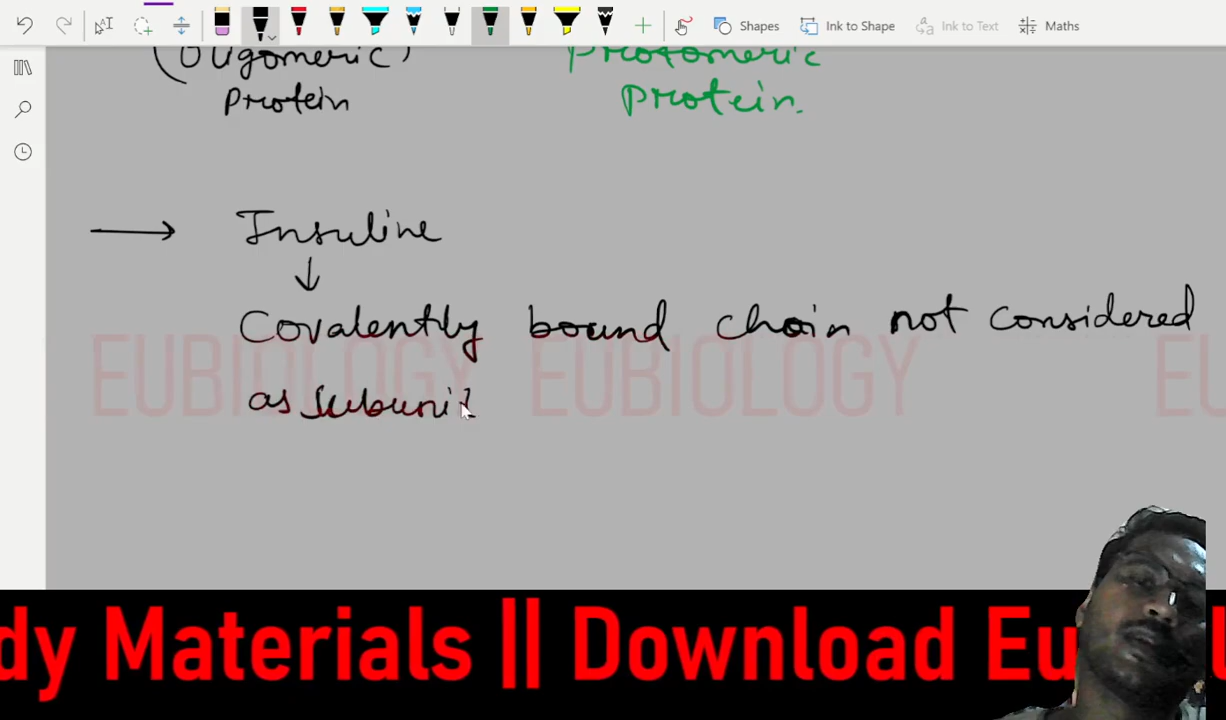 Shapes Ink to Shape Ink to Text Maths
(Oligomeric) Protomeric
Protein Protein.
→ Insuline
↓
Covalently bound chain not considered
EUBIOLOGY EUBIOLOGY EU
as Subunit
dy Materials || Download Eu